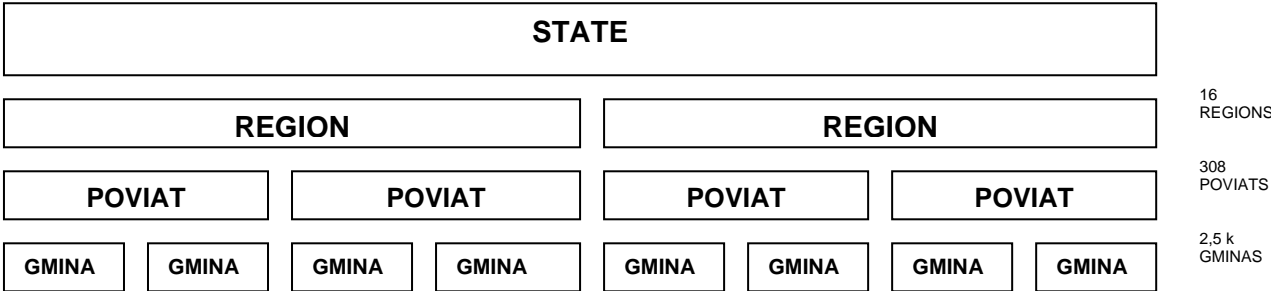 STATE
16
REGIONS
REGION REGION
308
POVIATS
POVIAT POVIAT POVIAT POVIAT
2,5 k
GMINAS
GMINA GMINA GMINA GMINA GMINA GMINA GMINA GMINA